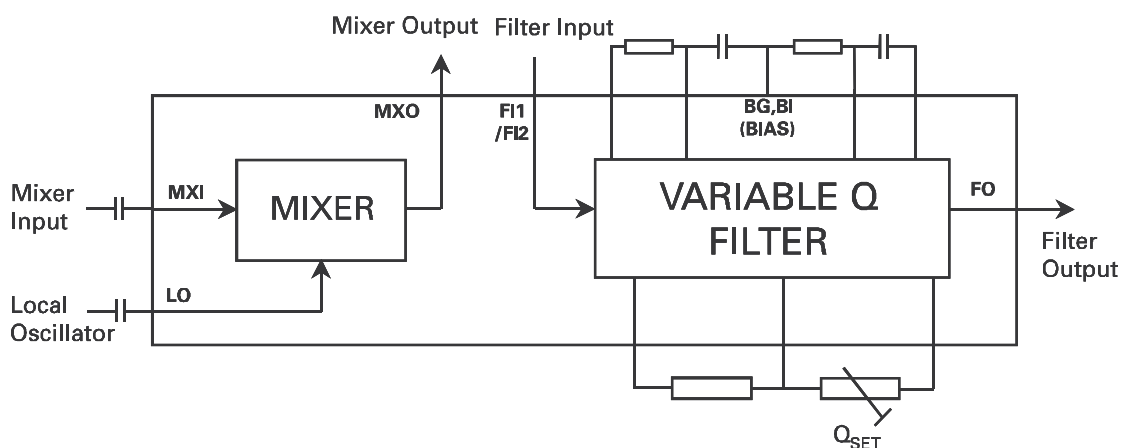 Mixer Output
Filter Input
MXO
FI1
/FI2
BG,BI
(BIAS)
Mixer
Input
MXI
MIXER
VARIABLE Q
FILTER
FO
Filter
Output
Local
Oscillator
LO
QSET